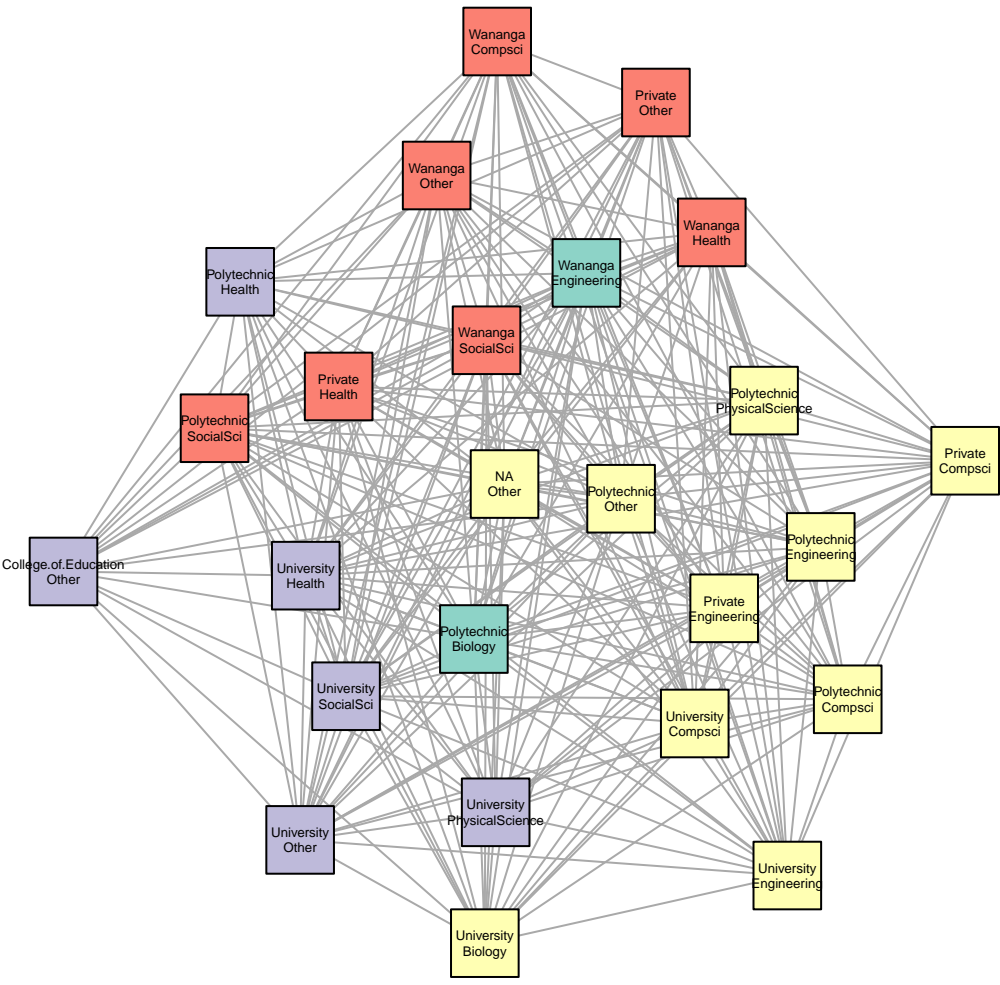 Wananga
Compsci
Private
Other
Wananga
Other
Wananga
Health
Polytechnic
Health
Wananga
Engineering
Wananga
SocialSci
Private
Health
Polytechnic
PhysicalScience
Polytechnic
SocialSci
Private
Compsci
NA
Other
Polytechnic
Other
Polytechnic
Engineering
College.of.Education
Other
University
Health
Private
Engineering
Polytechnic
Biology
University
SocialSci
Polytechnic
Compsci
University
Compsci
University
PhysicalScience
University
Other
University
Engineering
University
Biology